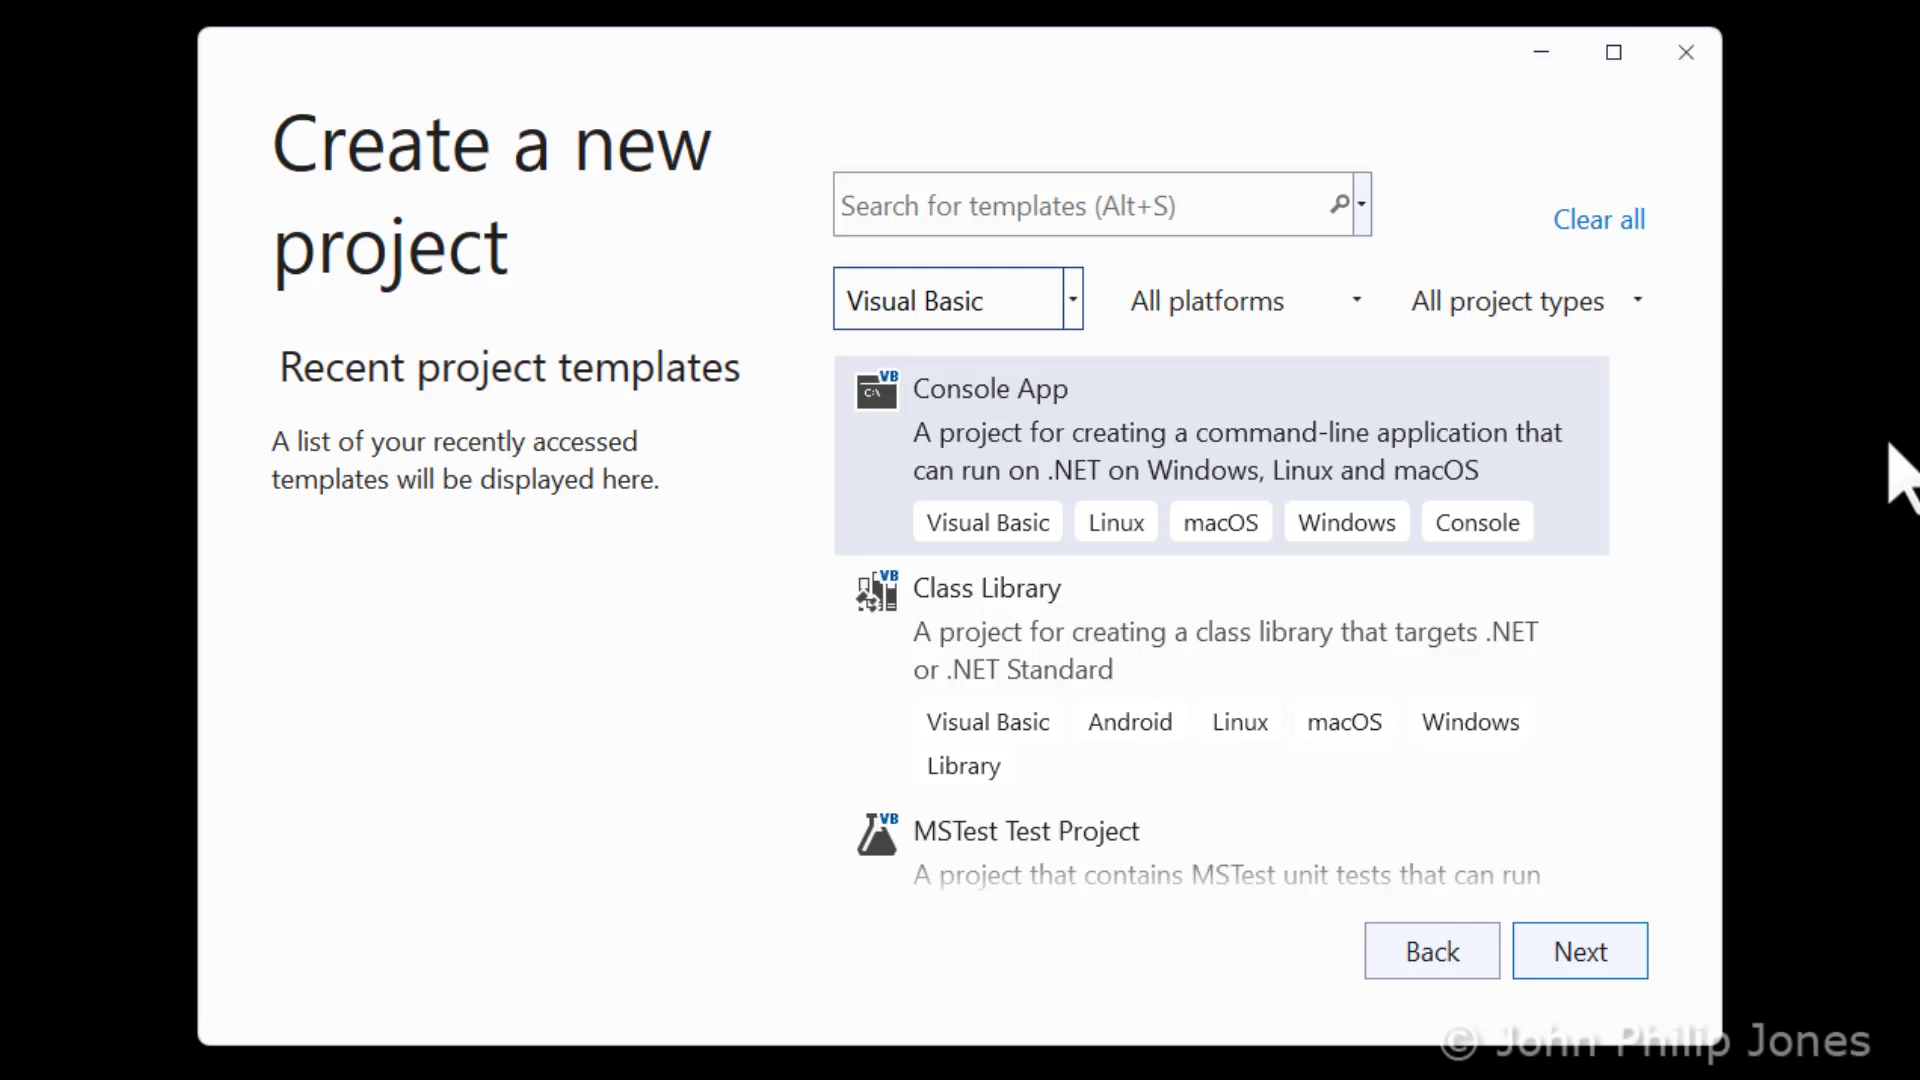 Create a new
project
Search for templates (Alt+S)
Clear all
Visual Basic
All platforms
All project types
Recent project templates
A list of your recently accessed
templates will be displayed here.
VB
C:\
Console App
A project for creating a command-line application that
can run on .NET on Windows, Linux and macOS
Visual Basic Linux macOS Windows Console
VB
Class Library
A project for creating a class library that targets .NET
or .NET Standard
Visual Basic Android Linux macOS Windows
Library
VB
MSTest Test Project
A project that contains MSTest unit tests that can run
Back
Next
© John Philip Jones